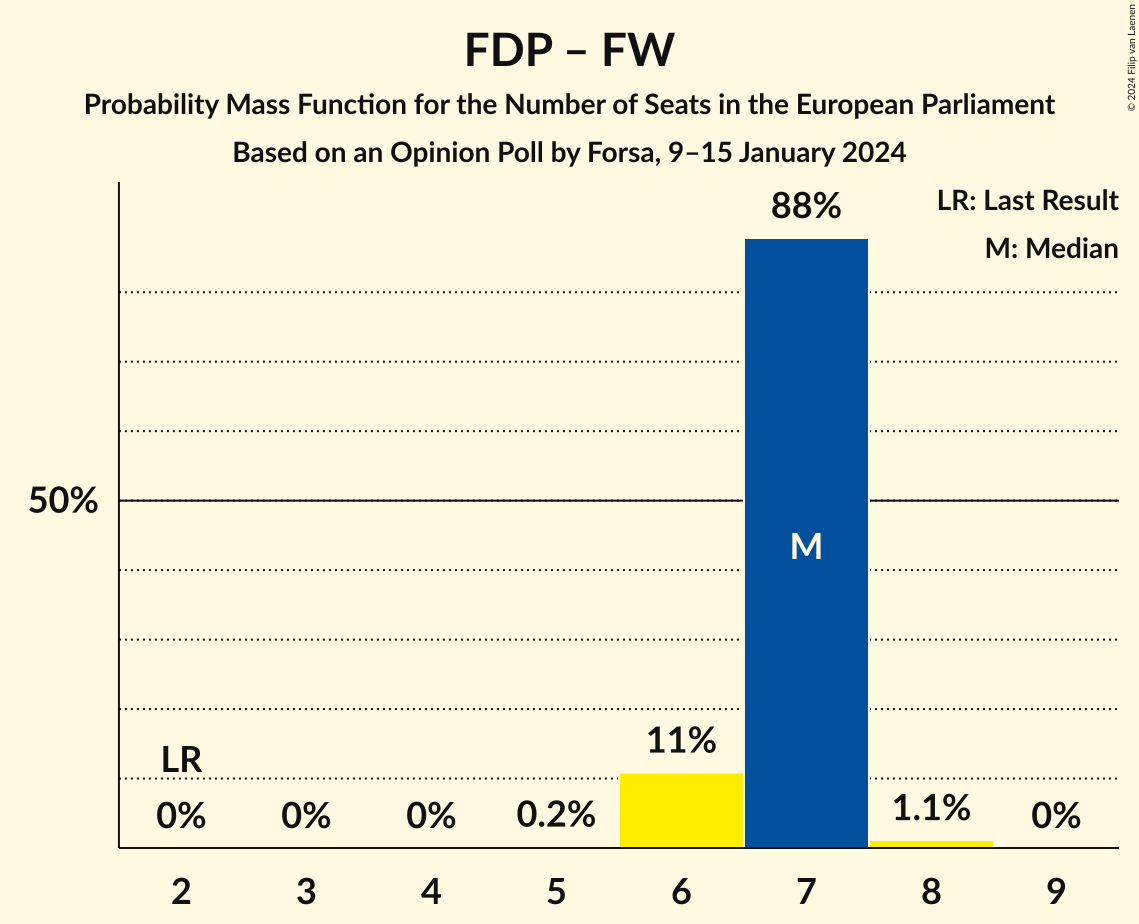 FDP – FW
Probability Mass Function for the Number of Seats in the European Parliament
Based on an Opinion Poll by Forsa, 9–15 January 2024
© 2024 Filip van Laenen
LR: Last Result
M: Median
88%
50%
M
11%
LR
0% 0% 0% 0.2% 1.1% 0%
2 3 4 5 6 7 8 9